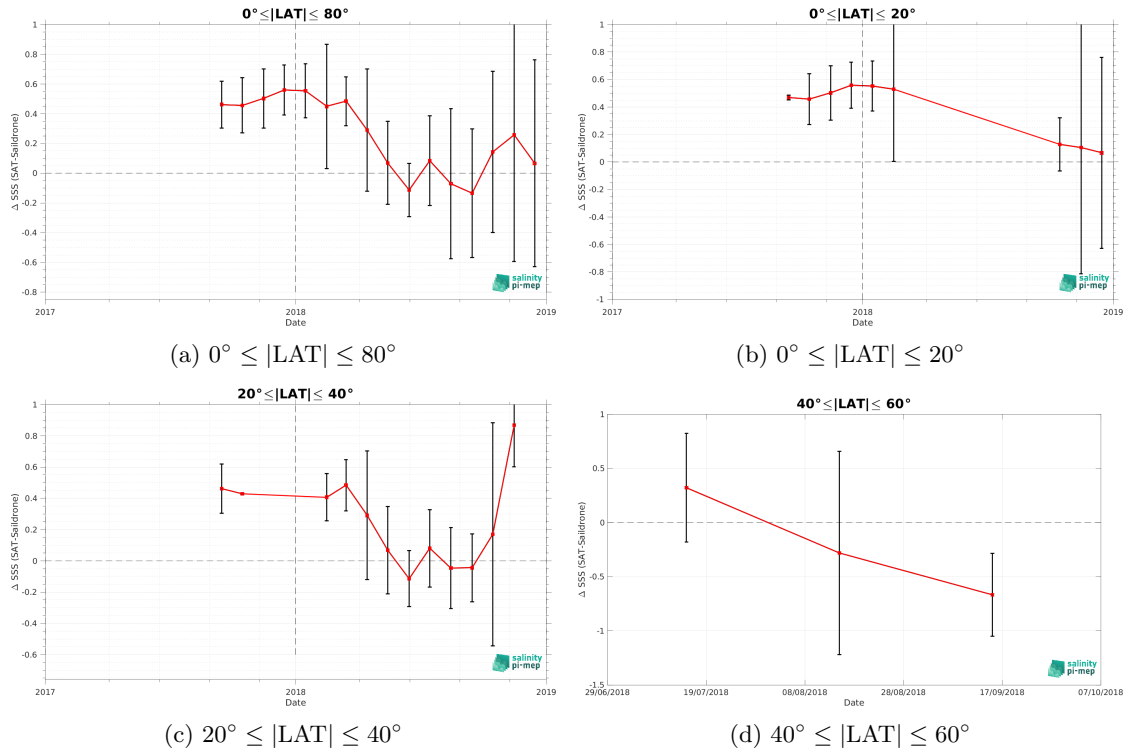 0°≤|LAT|≤ 80°
1
0.8
0.6
0.4
0.2
0
-0.2
-0.4
-0.6
-0.8
Δ SSS (SAT-Saildrone)
2017
2018
2019
Date
salinity
pi-mep
(a) 0° ≤ |LAT| ≤ 80°
0°≤|LAT|≤ 20°
1
0.8
0.6
0.4
0.2
0
-0.2
-0.4
-0.6
-0.8
-1
Δ SSS (SAT-Saildrone)
2017
2018
2019
Date
salinity
pi-mep
(b) 0° ≤ |LAT| ≤ 20°
20°≤|LAT|≤ 40°
1
0.8
0.6
0.4
0.2
0
-0.2
-0.4
-0.6
Δ SSS (SAT-Saildrone)
2017
2018
2019
Date
salinity
pi-mep
(c) 20° ≤ |LAT| ≤ 40°
40°≤|LAT|≤ 60°
1
0.5
0
-0.5
-1
-1.5
Δ SSS (SAT-Saildrone)
29/06/2018
19/07/2018
08/08/2018
28/08/2018
17/09/2018
07/10/2018
Date
salinity
pi-mep
(d) 40° ≤ |LAT| ≤ 60°